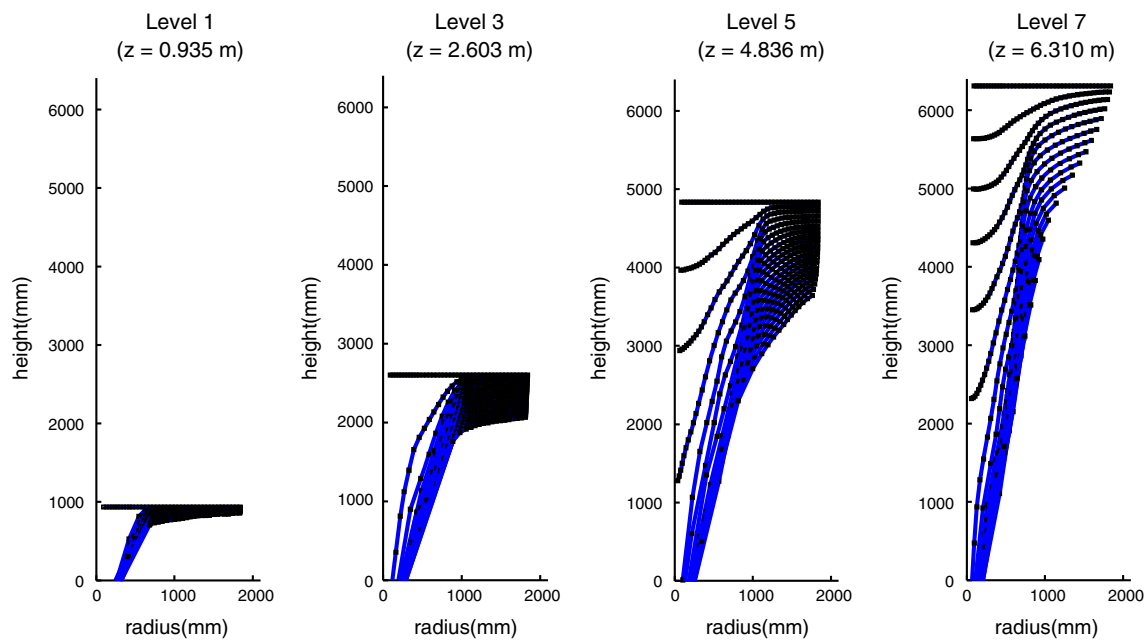 Level 1
(z = 0.935 m)
6000
5000
4000
3000
2000
1000
0
height(mm)
0
1000
2000
radius(mm)
Level 3
(z = 2.603 m)
6000
5000
4000
3000
2000
1000
0
height(mm)
0
1000
2000
radius(mm)
Level 5
(z = 4.836 m)
6000
5000
4000
3000
2000
1000
0
height(mm)
0
1000
2000
radius(mm)
Level 7
(z = 6.310 m)
6000
5000
4000
3000
2000
1000
0
height(mm)
0
1000
2000
radius(mm)